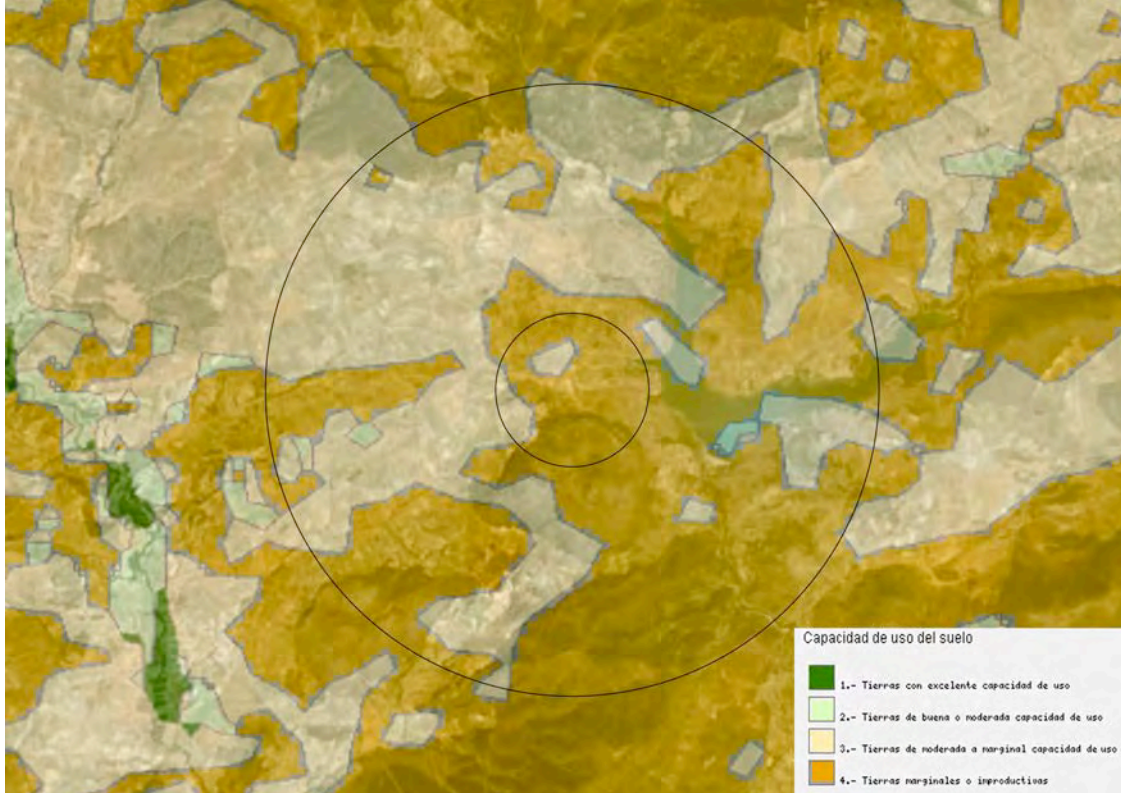 Capacidad de uso del suelo
1.- Tierras con excelente capacidad de uso
2.- Tierras de buena o moderada capacidad de uso
3.- Tierras de moderada a marginal capacidad de uso
4.- Tierras marginales o improductivas